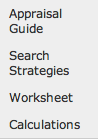 Appraisal
Guide
Search
Strategies
Worksheet
Calculations